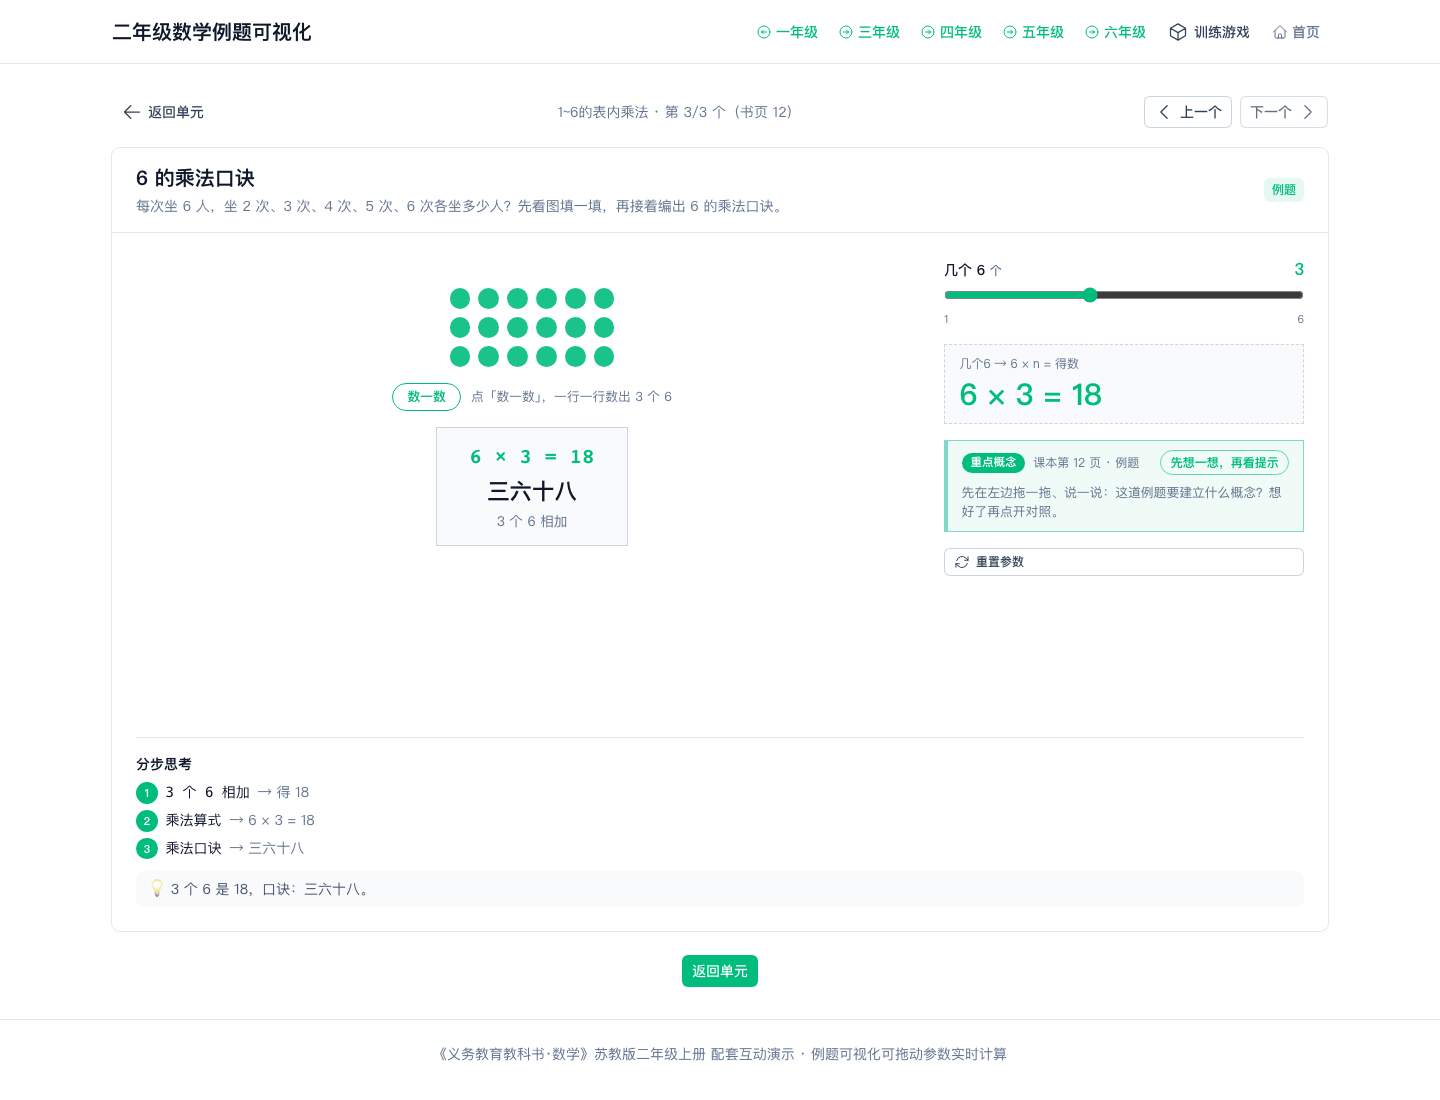 二年级数学例题可视化
一年级 三年级 四年级 五年级 六年级 训练游戏 首页
返回单元
1~6的表内乘法 · 第 3/3 个（书页 12）
上一个 下一个
6 的乘法口诀
每次坐 6 人，坐 2 次、3 次、4 次、5 次、6 次各坐多少人？先看图填一填，再接着编出 6 的乘法口诀。
例题
数一数 点「数一数」，一行一行数出 3 个 6
6 × 3 = 18
三六十八
3 个 6 相加
几个 6 个 3
1 6
几个6 → 6 × n = 得数
6 × 3 = 18
重点概念 课本第 12 页 · 例题 先想一想，再看提示
先在左边拖一拖、说一说：这道例题要建立什么概念？想
好了再点开对照。
重置参数
分步思考
1 3 个 6 相加 → 得 18
2 乘法算式 → 6 × 3 = 18
3 乘法口诀 → 三六十八
3 个 6 是 18，口诀：三六十八。
返回单元
《义务教育教科书·数学》苏教版二年级上册 配套互动演示 · 例题可视化可拖动参数实时计算